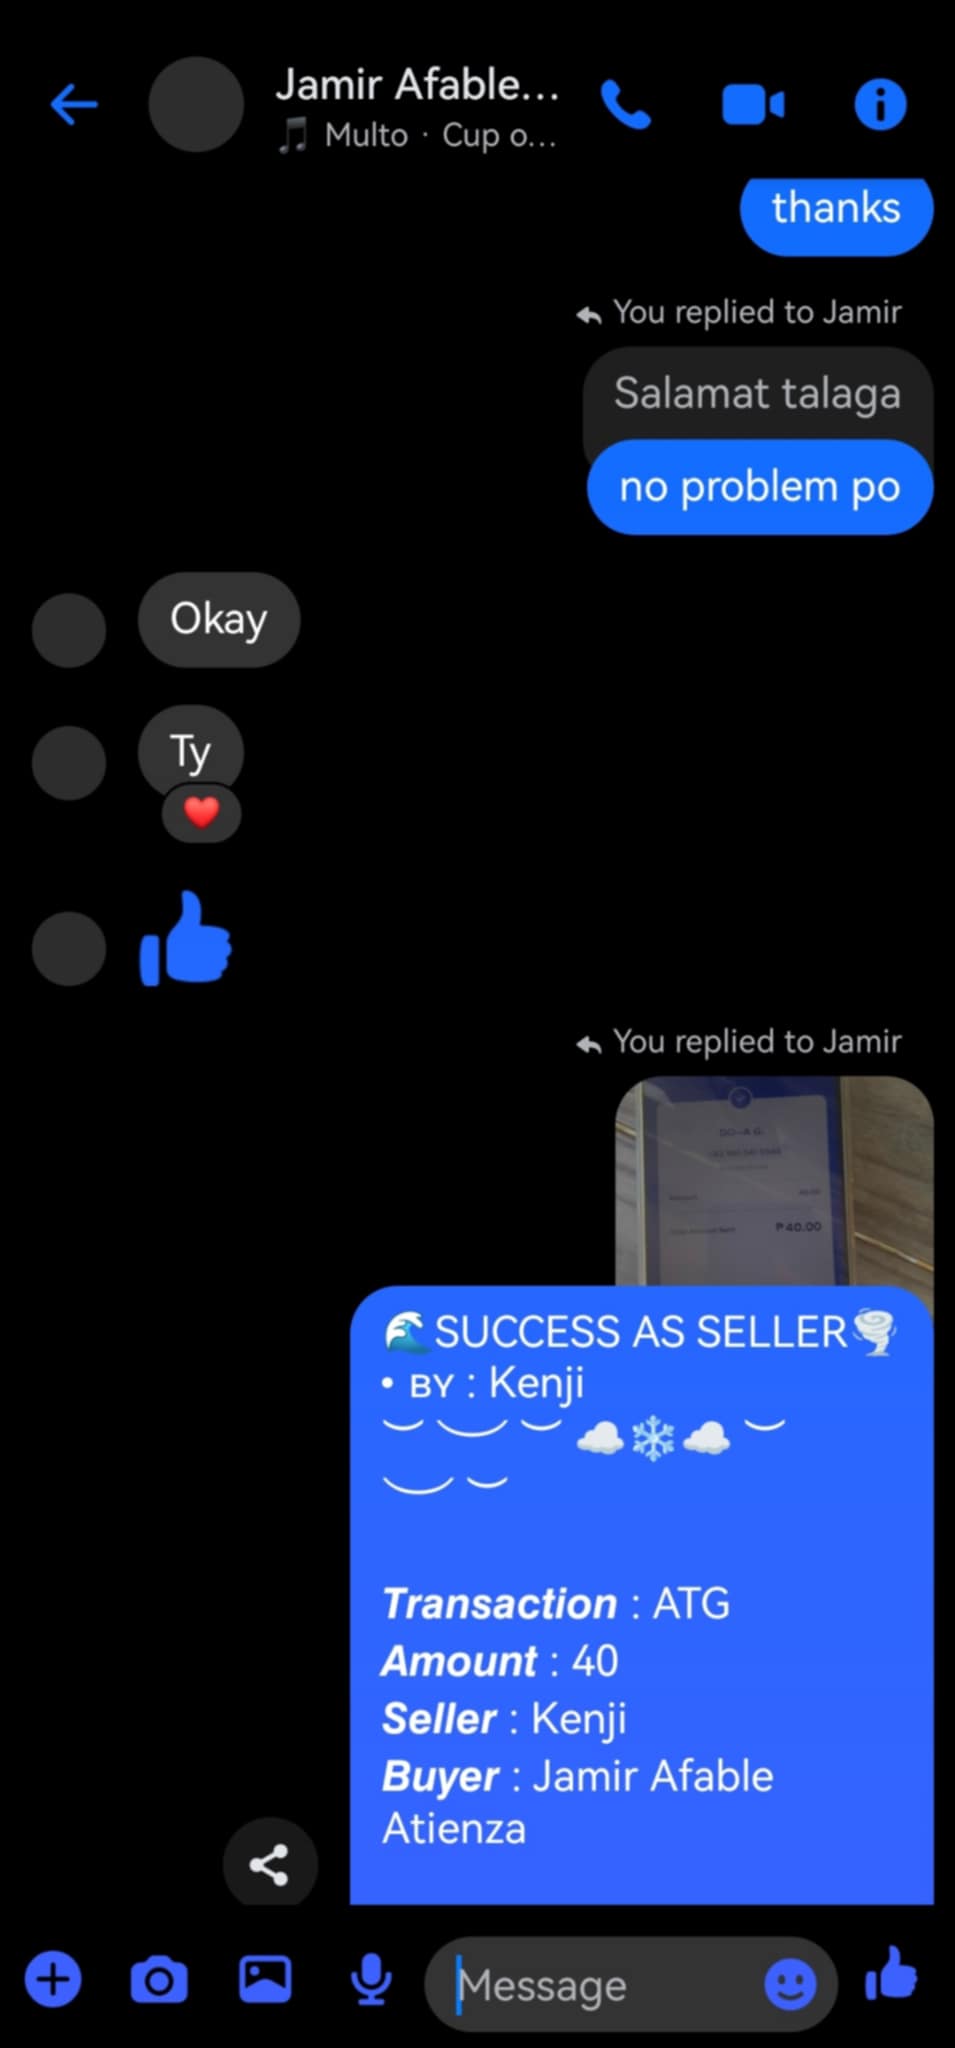 Jamir Afable...
Multo · Cup o...
thanks
You replied to Jamir
Salamat talaga
no problem po
Okay
Ty
You replied to Jamir
₱40.00
🌊SUCCESS AS SELLER🌪️
• BY : Kenji
︶ ︶ ︶ ☁️❄️☁️ ︶
︶ ︶
Transaction : ATG
Amount : 40
Seller : Kenji
Buyer : Jamir Afable
Atienza
Message